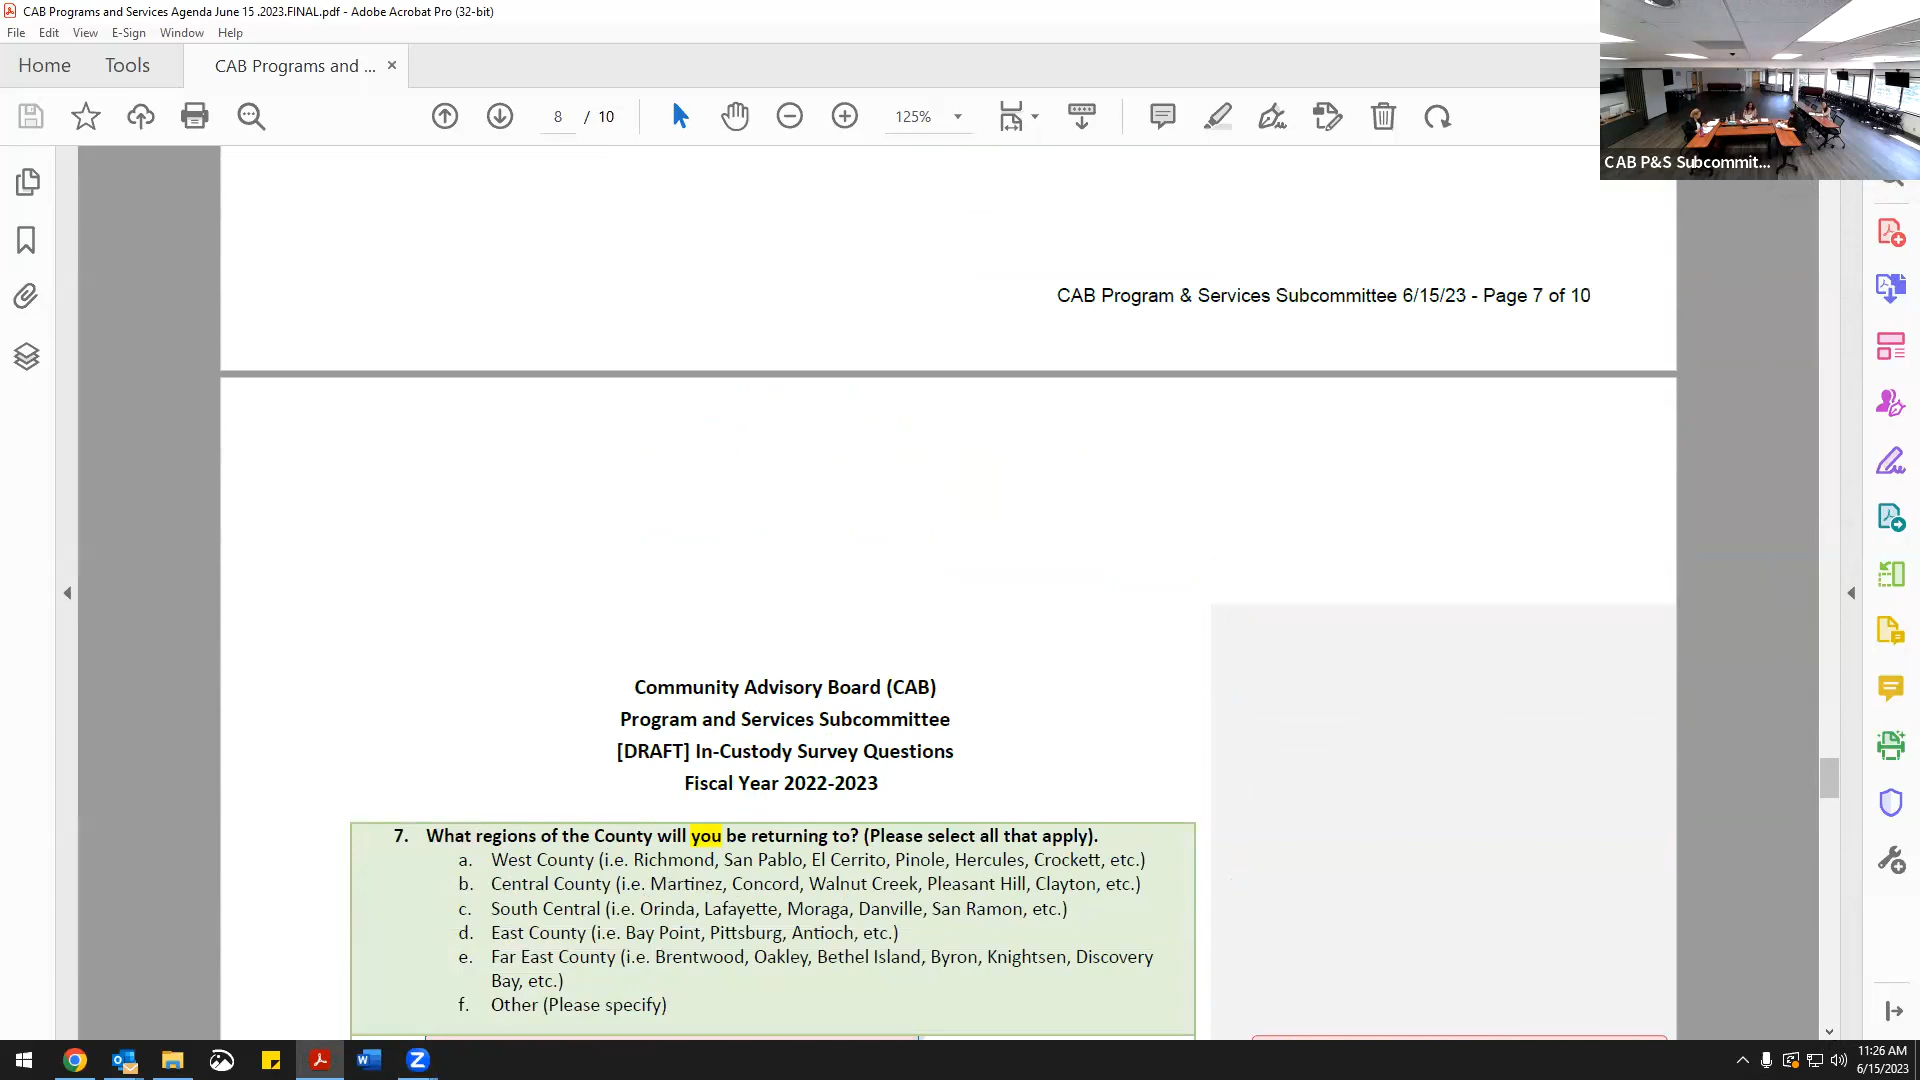 CAB Programs and Services Agenda June 15 .2023.FINAL.pdf - Adobe Acrobat Pro (32-bit)
File Edit View E-Sign Window Help
Home Tools CAB Programs and ... ×
8 / 10 125%
CAB P&S Subcommit...
CAB Program & Services Subcommittee 6/15/23 - Page 7 of 10
Community Advisory Board (CAB)
Program and Services Subcommittee
[DRAFT] In-Custody Survey Questions
Fiscal Year 2022-2023
7. What regions of the County will you be returning to? (Please select all that apply).
a. West County (i.e. Richmond, San Pablo, El Cerrito, Pinole, Hercules, Crockett, etc.)
b. Central County (i.e. Martinez, Concord, Walnut Creek, Pleasant Hill, Clayton, etc.)
c. South Central (i.e. Orinda, Lafayette, Moraga, Danville, San Ramon, etc.)
d. East County (i.e. Bay Point, Pittsburg, Antioch, etc.)
e. Far East County (i.e. Brentwood, Oakley, Bethel Island, Byron, Knightsen, Discovery
Bay, etc.)
f. Other (Please specify)
11:26 AM
6/15/2023